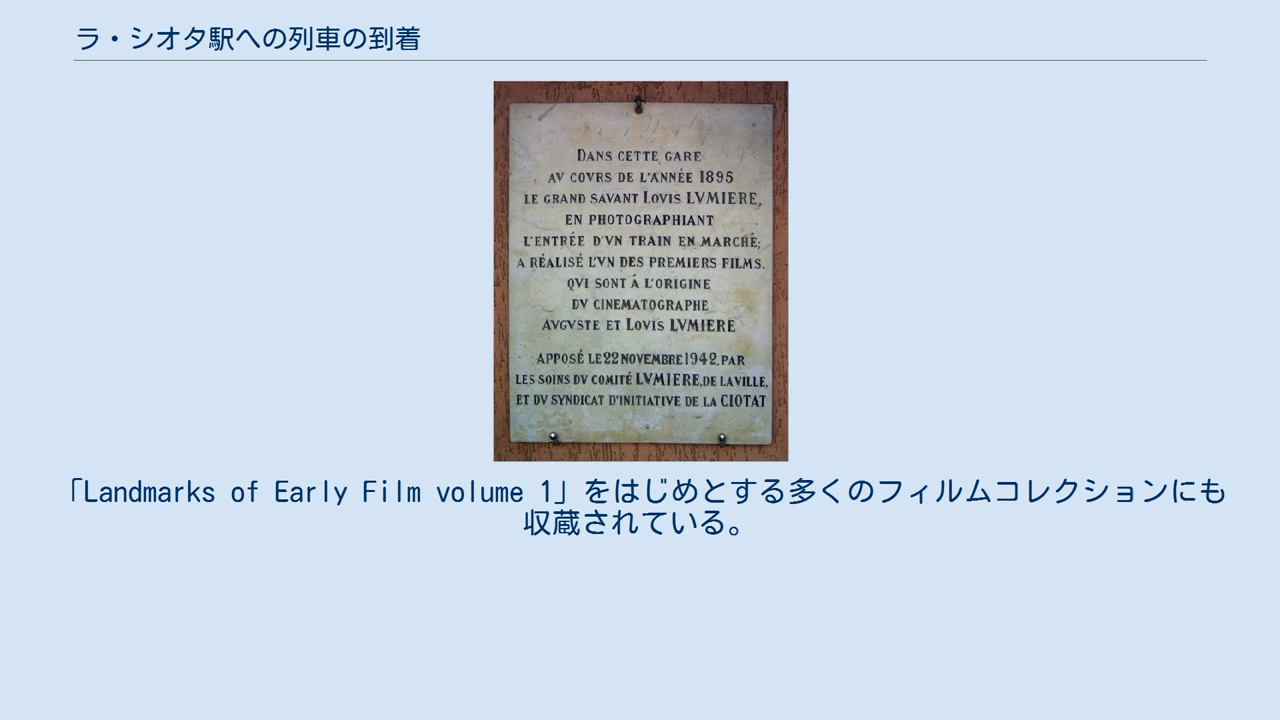 ラ・シオタ駅への列車の到着
DANS CETTE GARE
AV COVRS DE L'ANNÉE 1895
LE GRAND SAVANT LOVIS LVMIERE,
EN PHOTOGRAPHIANT
L'ENTRÉE D'VN TRAIN EN MARCHE;
A RÉALISÉ L'VN DES PREMIERS FILMS.
QVI SONT Á L'ORIGINE
DV CINEMATOGRAPHE
AVGVSTE ET LOVIS LVMIERE
APPOSÉ LE 22 NOVEMBRE 1942, PAR
LES SOINS DV COMITÉ LVMIERE, DE LA VILLE,
ET DV SYNDICAT D'INITIATIVE DE LA CIOTAT
「Landmarks of Early Film volume 1」をはじめとする多くのフィルムコレクションにも
収蔵されている。